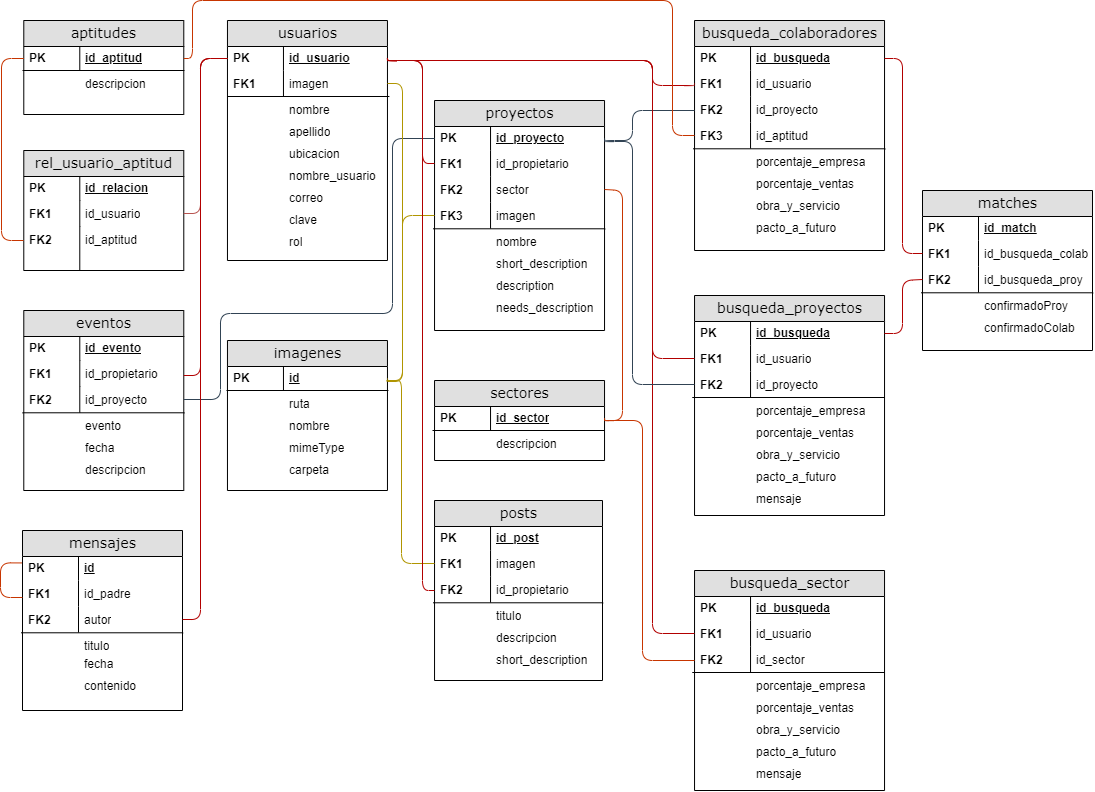 aptitudes
PK id_aptitud
descripcion
rel_usuario_aptitud
PK id_relacion
FK1 id_usuario
FK2 id_aptitud
eventos
PK id_evento
FK1 id_propietario
FK2 id_proyecto
evento
fecha
descripcion
mensajes
PK id
FK1 id_padre
FK2 autor
titulo
fecha
contenido
usuarios
PK id_usuario
FK1 imagen
nombre
apellido
ubicacion
nombre_usuario
correo
clave
rol
imagenes
PK id
ruta
nombre
mimeType
carpeta
proyectos
PK id_proyecto
FK1 id_propietario
FK2 sector
FK3 imagen
nombre
short_description
description
needs_description
sectores
PK id_sector
descripcion
posts
PK id_post
FK1 imagen
FK2 id_propietario
titulo
descripcion
short_description
busqueda_colaboradores
PK id_busqueda
FK1 id_usuario
FK2 id_proyecto
FK3 id_aptitud
porcentaje_empresa
porcentaje_ventas
obra_y_servicio
pacto_a_futuro
busqueda_proyectos
PK id_busqueda
FK1 id_usuario
FK2 id_proyecto
porcentaje_empresa
porcentaje_ventas
obra_y_servicio
pacto_a_futuro
mensaje
busqueda_sector
PK id_busqueda
FK1 id_usuario
FK2 id_sector
porcentaje_empresa
porcentaje_ventas
obra_y_servicio
pacto_a_futuro
mensaje
matches
PK id_match
FK1 id_busqueda_colab
FK2 id_busqueda_proy
confirmadoProy
confirmadoColab